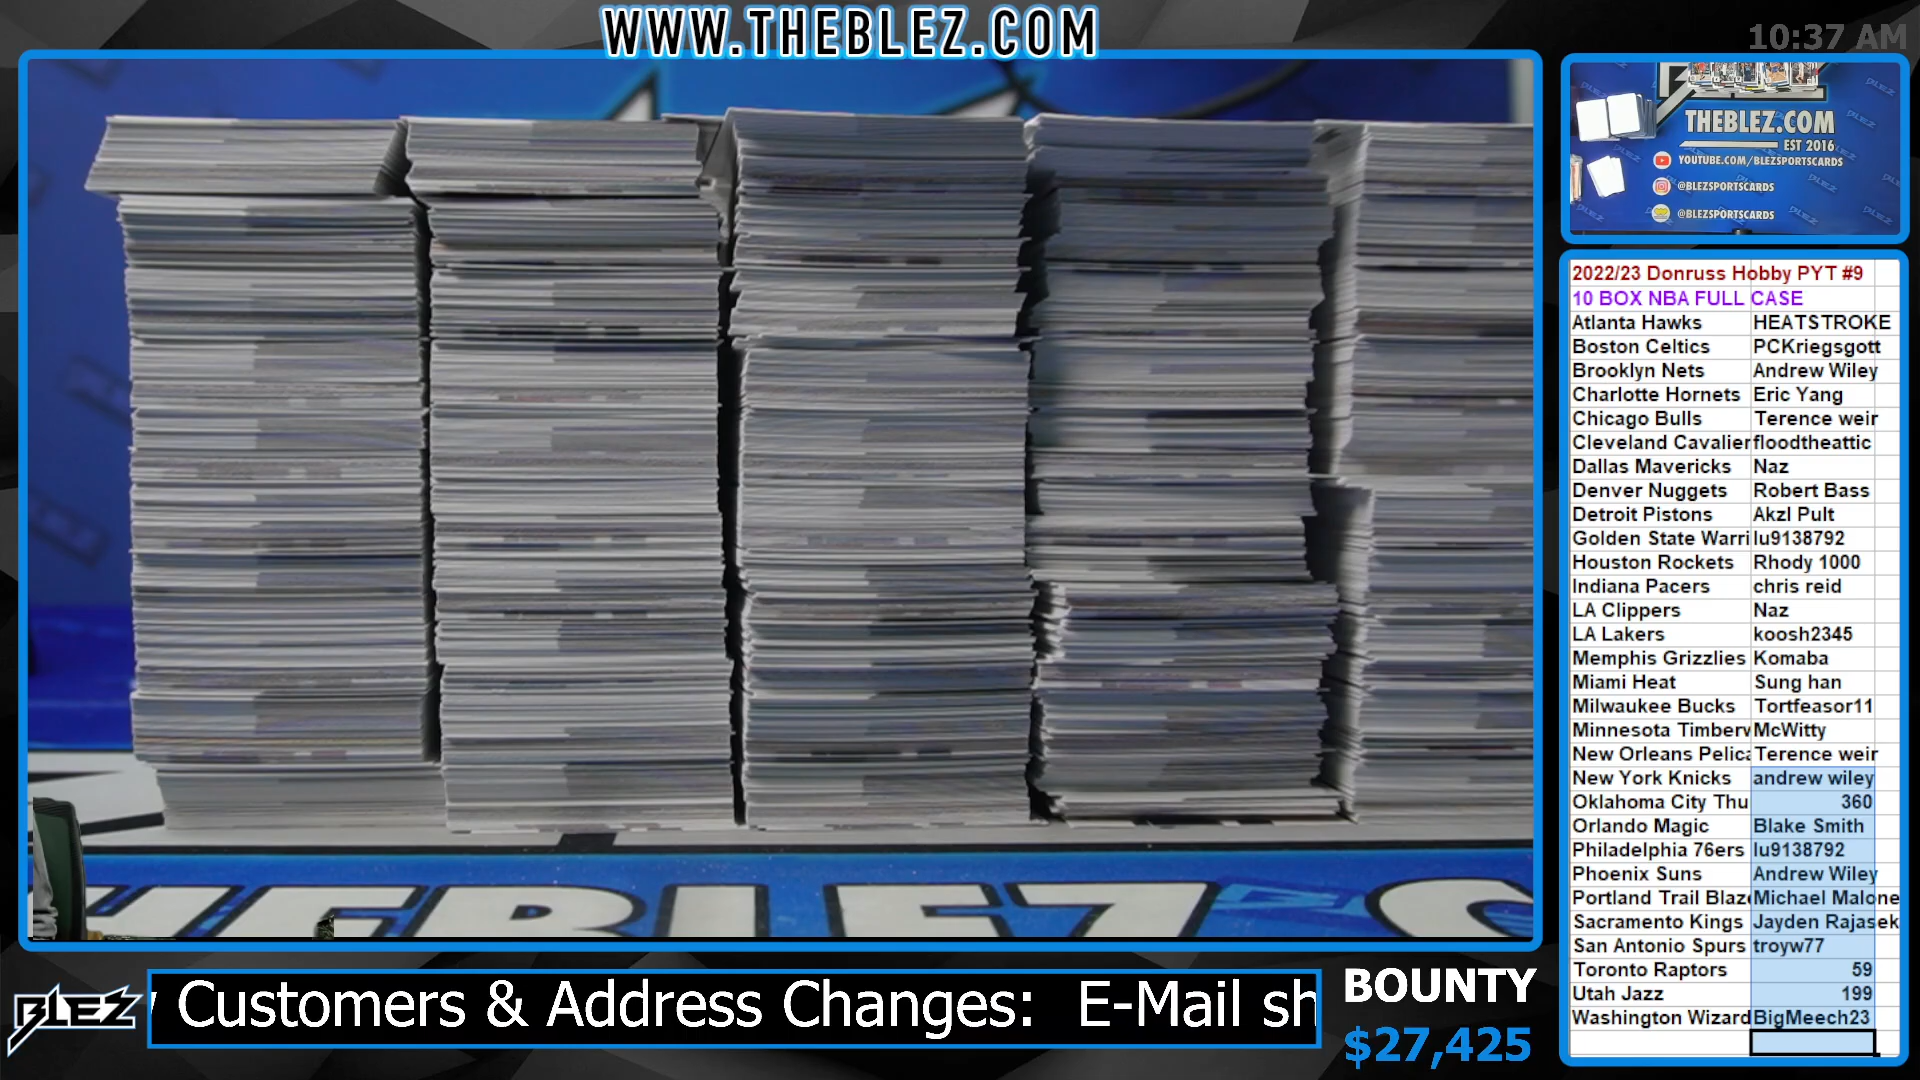 WWW.THEBLEZ.COM
10:37 AM
THEBLEZ.COM
EST 2016
YOUTUBE.COM/BLEZSPORTSCARDS
@BLEZSPORTSCARDS
@BLEZSPORTSCARDS
2022/23 Donruss Hobby PYT #9
10 BOX NBA FULL CASE
Atlanta Hawks HEATSTROKE
Boston Celtics PCKriegsgott
Brooklyn Nets Andrew Wiley
Charlotte Hornets Eric Yang
Chicago Bulls Terence weir
Cleveland Cavalier floodtheattic
Dallas Mavericks Naz
Denver Nuggets Robert Bass
Detroit Pistons Akzl Pult
Golden State Warri lu9138792
Houston Rockets Rhody 1000
Indiana Pacers chris reid
LA Clippers Naz
LA Lakers koosh2345
Memphis Grizzlies Komaba
Miami Heat Sung han
Milwaukee Bucks Tortfeasor11
Minnesota Timberv McWitty
New Orleans Pelica Terence weir
New York Knicks andrew wiley
Oklahoma City Thu 360
Orlando Magic Blake Smith
Philadelphia 76ers lu9138792
Phoenix Suns Andrew Wiley
Portland Trail Blaze Michael Malone
Sacramento Kings Jayden Rajasek
San Antonio Spurs troyw77
Toronto Raptors 59
Utah Jazz 199
Washington Wizard BigMeech23
BLEZ
Customers & Address Changes: E-Mail sh
BOUNTY
$27,425